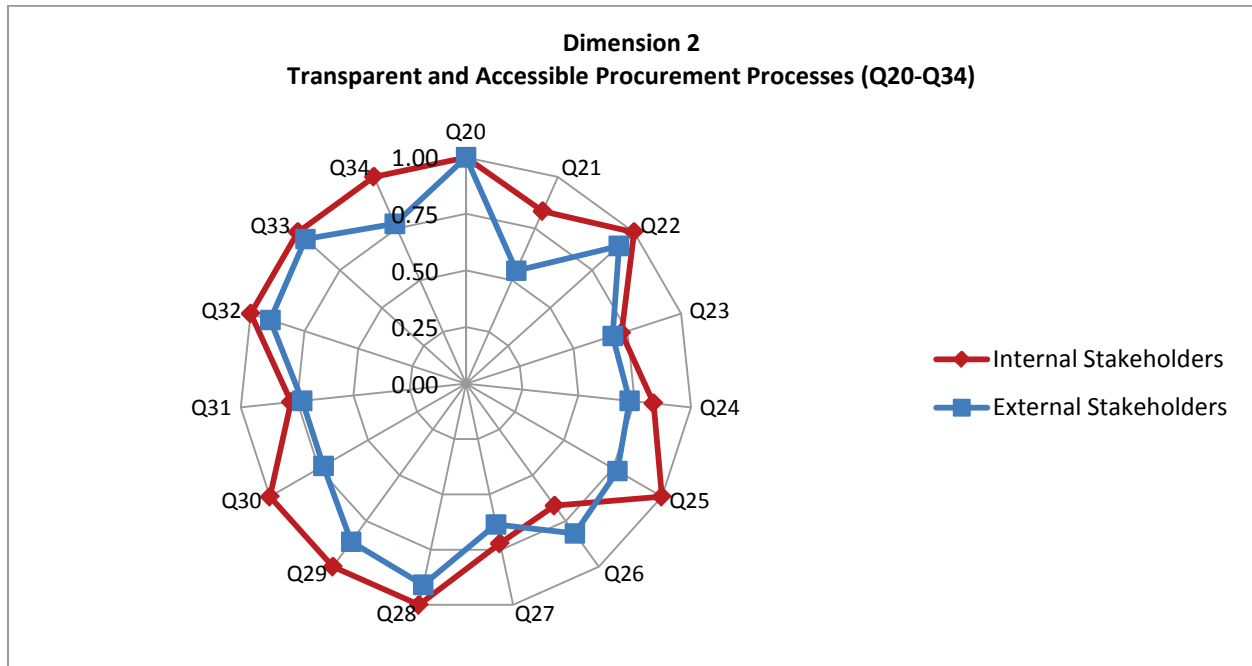 Dimension 2
Transparent and Accessible Procurement Processes (Q20-Q34)
Q20
Q21
Q22
Q23
Q24
Q25
Q26
Q27
Q28
Q29
Q30
Q31
Q32
Q33
Q34
1.00
0.75
0.50
0.25
0.00
Internal Stakeholders
External Stakeholders